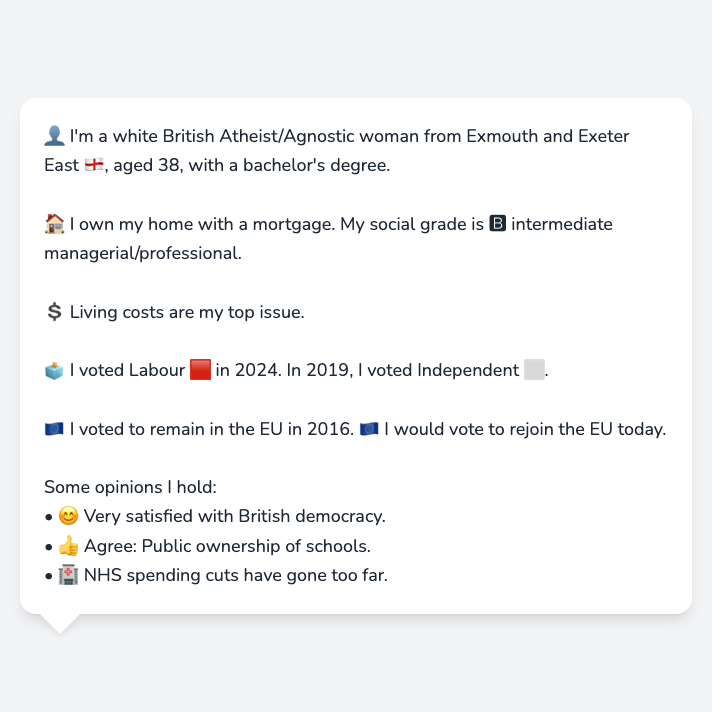 👤 I'm a white British Atheist/Agnostic woman from Exmouth and Exeter
East 🏴󠁧󠁢󠁥󠁮󠁧󠁿, aged 38, with a bachelor's degree.
🏠 I own my home with a mortgage. My social grade is 🅱 intermediate
managerial/professional.
💲 Living costs are my top issue.
🗳️ I voted Labour 🟥 in 2024. In 2019, I voted Independent ⬜.
🇪🇺 I voted to remain in the EU in 2016. 🇪🇺 I would vote to rejoin the EU today.
Some opinions I hold:
• 😊 Very satisfied with British democracy.
• 👍 Agree: Public ownership of schools.
• 🏥 NHS spending cuts have gone too far.